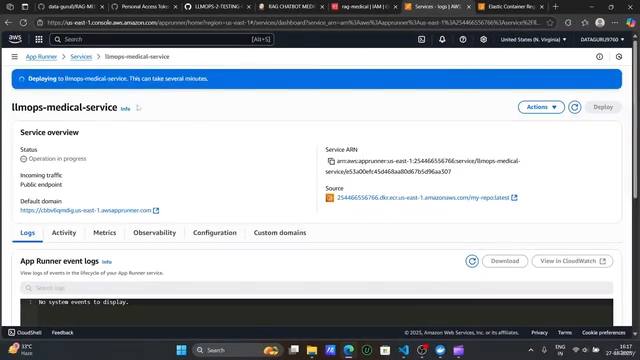 data-guru0/RAG-ME
Personal Access Tok
LLMOPS-2-TESTING
RAG CHATBOT MEDI
rag-medical | IAM |
Services - logs | AWS
Elastic Container Re
https://us-east-1.console.aws.amazon.com/apprunner/home?region=us-east-1#/services/dashboard?service_arn=arn%3Aaws%3Aapprunner%3Aus-east-1%3A254466556766%3Aservice%2Fll...
aws
Search
[Alt+S]
United States (N. Virginia)
DATAGURU9760
App Runner
Services
llmops-medical-service
Deploying to llmops-medical-service. This can take several minutes.
llmops-medical-service
Info
Actions
Deploy
Service overview
Status
Operation in progress
Incoming traffic
Public endpoint
Default domain
https://cbbv6qmdig.us-east-1.awsapprunner.com
Service ARN
arn:aws:apprunner:us-east-1:254466556766:service/llmops-medical-
service/e53a00efc45d468aa80d67b5d96aa307
Source
254466556766.dkr.ecr.us-east-1.amazonaws.com/my-repo:latest
Logs
Activity
Metrics
Observability
Configuration
Custom domains
App Runner event logs
Info
View logs of events in the lifecycle of your App Runner service.
Download
View in CloudWatch
Search logs
1
No system events to display.
CloudShell
Feedback
© 2025, Amazon Web Services, Inc. or its affiliates.
Privacy
Terms
Cookie preferences
33°C
Haze
Search
ENG
IN
16:17
27-08-2025